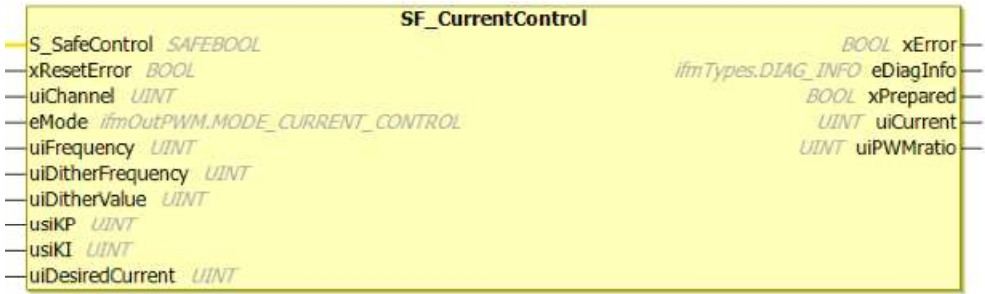 SF_CurrentControl
S_SafeControl SAFEBOOL BOOL xError
xResetError BOOL ifmTypes.DIAG_INFO eDiagInfo
uiChannel UINT BOOL xPrepared
eMode ifmOutPWM.MODE_CURRENT_CONTROL UINT uiCurrent
uiFrequency UINT UINT uiPWMratio
uiDitherFrequency UINT
uiDitherValue UINT
usiKP UINT
usiKI UINT
uiDesiredCurrent UINT